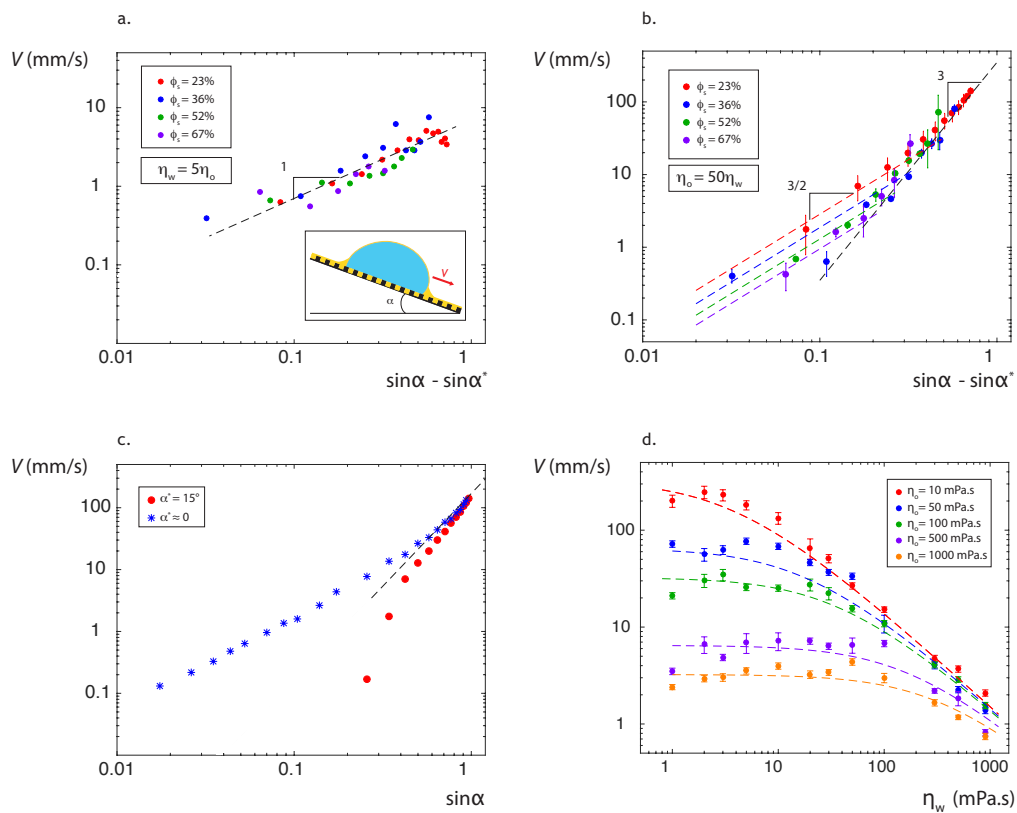 a.
V (mm/s)
ϕs = 23%
ϕs = 36%
ϕs = 52%
ϕs = 67%
ηw = 5ηo
10
1
0.1
1
V
α
0.01
0.1
1
sinα - sinα*
b.
V (mm/s)
ϕs = 23%
ϕs = 36%
ϕs = 52%
ϕs = 67%
ηo = 50ηw
100
10
1
0.1
3
3/2
0.01
0.1
1
sinα - sinα*
c.
V (mm/s)
α* = 15°
α* ≈ 0
100
10
1
0.1
0.01
0.1
1
sinα
d.
V (mm/s)
ηo = 10 mPa.s
ηo = 50 mPa.s
ηo = 100 mPa.s
ηo = 500 mPa.s
ηo = 1000 mPa.s
100
10
1
1
10
100
1000
ηw (mPa.s)